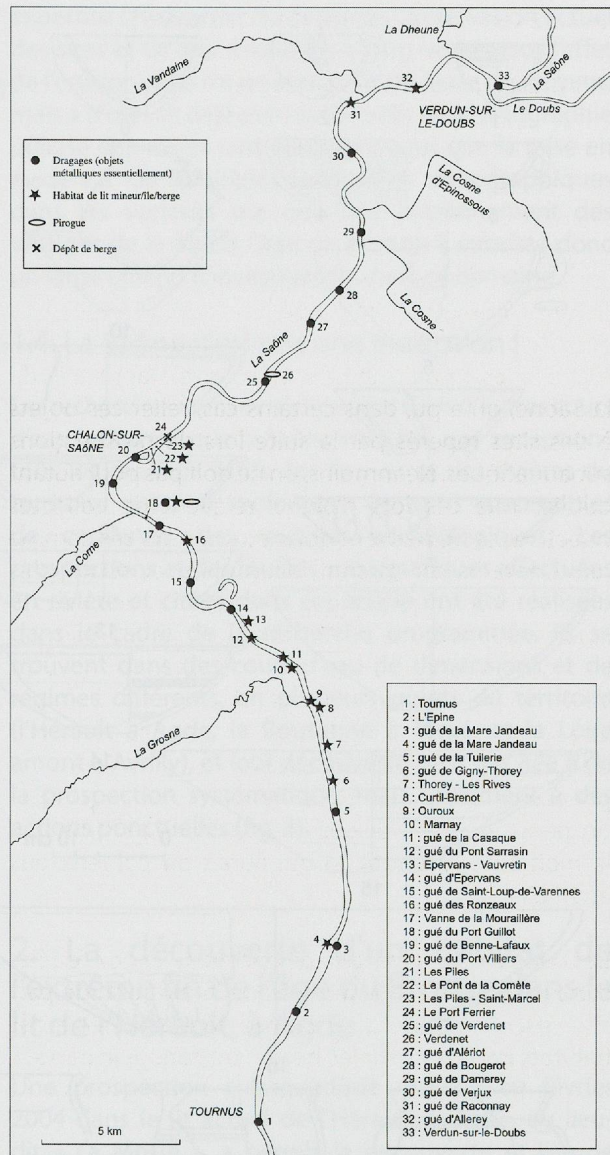 La Dheune
La Vandaine
La Saône
33
32
Le Doubs
VERDUN-SUR-
LE-DOUBS
31
Dragages (objets
métalliques essentiellement)
Habitat de lit mineur/île/berge
Pirogue
Dépôt de berge
30
La Cosne
d'Epinossous
29
28
La Cosne
27
La Saône
26
25
24
CHALON-SUR-
SAôNE
23
22
21
20
19
18
17
16
La Corne
15
14
13
12
11
10
9
8
La Grosne
7
6
5
4
3
2
TOURNUS
1
5 km
1 : Tournus
2 : L'Epine
3 : gué de la Mare Jandeau
4 : gué de la Mare Jandeau
5 : gué de la Tuilerie
6 : gué de Gigny-Thorey
7 : Thorey - Les Rives
8 : Curtil-Brenot
9 : Ouroux
10 : Marnay
11 : gué de la Casaque
12 : gué du Pont Sarrasin
13 : Epervans - Vauvretin
14 : gué d'Epervans
15 : gué de Saint-Loup-de-Varennes
16 : gué des Ronzeaux
17 : Vanne de la Mouraillère
18 : gué du Port Guillot
19 : gué de Benne-Lafaux
20 : gué du Port Villiers
21 : Les Piles
22 : Le Pont de la Comète
23 : Les Piles - Saint-Marcel
24 : Le Port Ferrier
25 : gué de Verdenet
26 : Verdenet
27 : gué d'Alériot
28 : gué de Bougerot
29 : gué de Damerey
30 : gué de Verjux
31 : gué de Raconnay
32 : gué d'Allerey
33 : Verdun-sur-le-Doubs